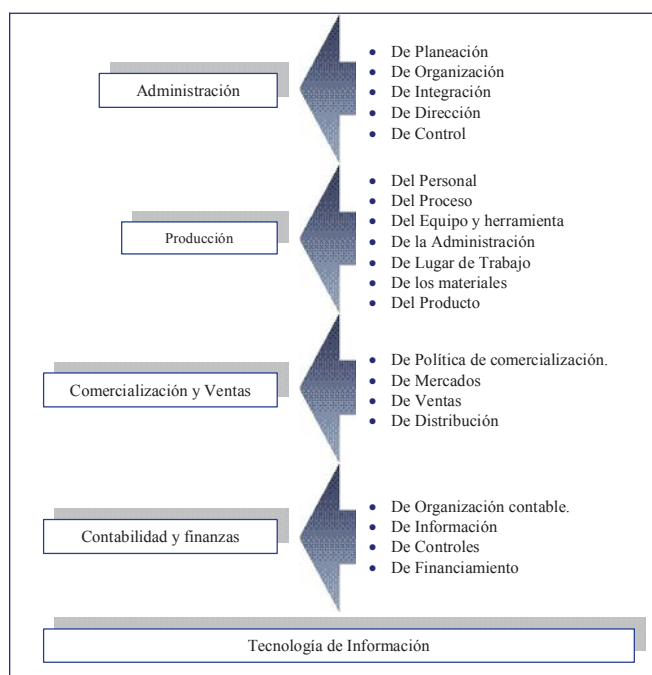 Administración
• De Planeación
• De Organización
• De Integración
• De Dirección
• De Control
Producción
• Del Personal
• Del Proceso
• Del Equipo y herramienta
• De la Administración
• De Lugar de Trabajo
• De los materiales
• Del Producto
Comercialización y Ventas
• De Política de comercialización.
• De Mercados
• De Ventas
• De Distribución
Contabilidad y finanzas
• De Organización contable.
• De Información
• De Controles
• De Financiamiento
Tecnología de Información